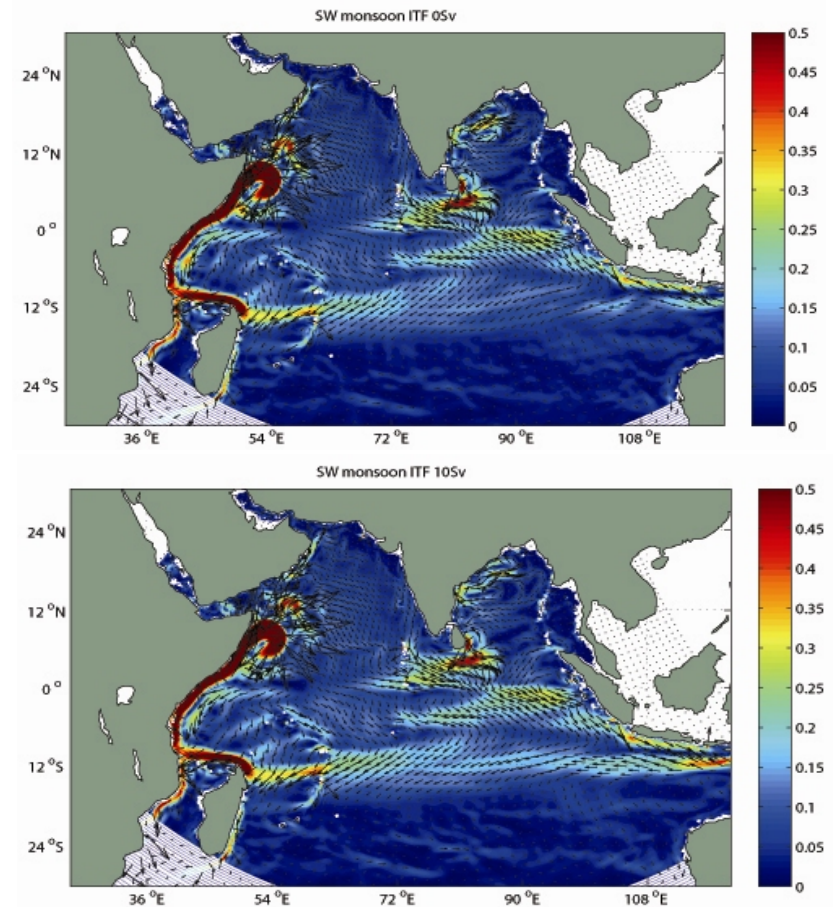 SW monsoon ITF 0Sv
24 °N
12 °N
0 °
12 °S
24 °S
36 °E
54 °E
72 °E
90 °E
108 °E
0.5
0.45
0.4
0.35
0.3
0.25
0.2
0.15
0.1
0.05
0
SW monsoon ITF 10Sv
24 °N
12 °N
0 °
12 °S
24 °S
36 °E
54 °E
72 °E
90 °E
108 °E
0.5
0.45
0.4
0.35
0.3
0.25
0.2
0.15
0.1
0.05
0